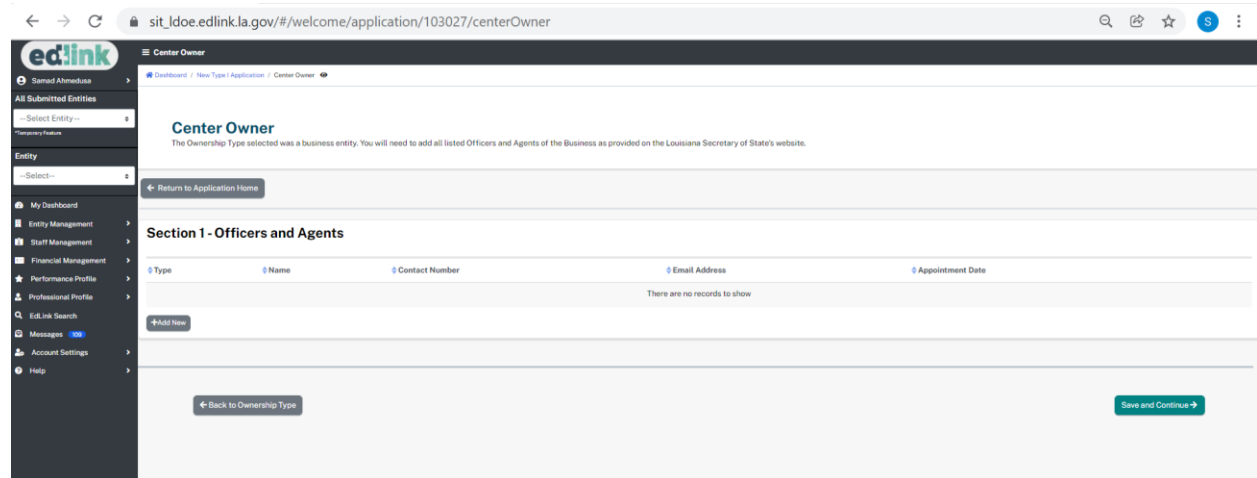 sit_ldoe.edlink.la.gov/#/welcome/application/103027/centerOwner
S
edlink
Center Owner
Samad Ahmedusa
Dashboard / New Type I Application / Center Owner
All Submitted Entities
--Select Entity--
*Temporary Feature
Center Owner
The Ownership Type selected was a business entity. You will need to add all listed Officers and Agents of the Business as provided on the Louisiana Secretary of State's website.
Entity
--Select--
Return to Application Home
My Dashboard
Entity Management
Staff Management
Financial Management
Performance Profile
Professional Profile
EdLink Search
Messages 109
Account Settings
Help
Section 1 - Officers and Agents
Type Name Contact Number Email Address Appointment Date
There are no records to show
+Add New
Back to Ownership Type
Save and Continue